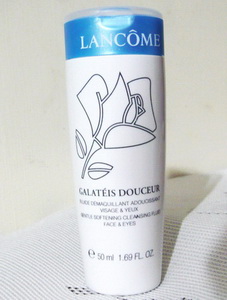 LANCÔME
GALATÉIS DOUCEUR
FLUIDE DÉMAQUILLANT ADOUCISSANT
VISAGE & YEUX
GENTLE SOFTENING CLEANSING FLUID
FACE & EYES
e 50 ml 1.69 FL. OZ.